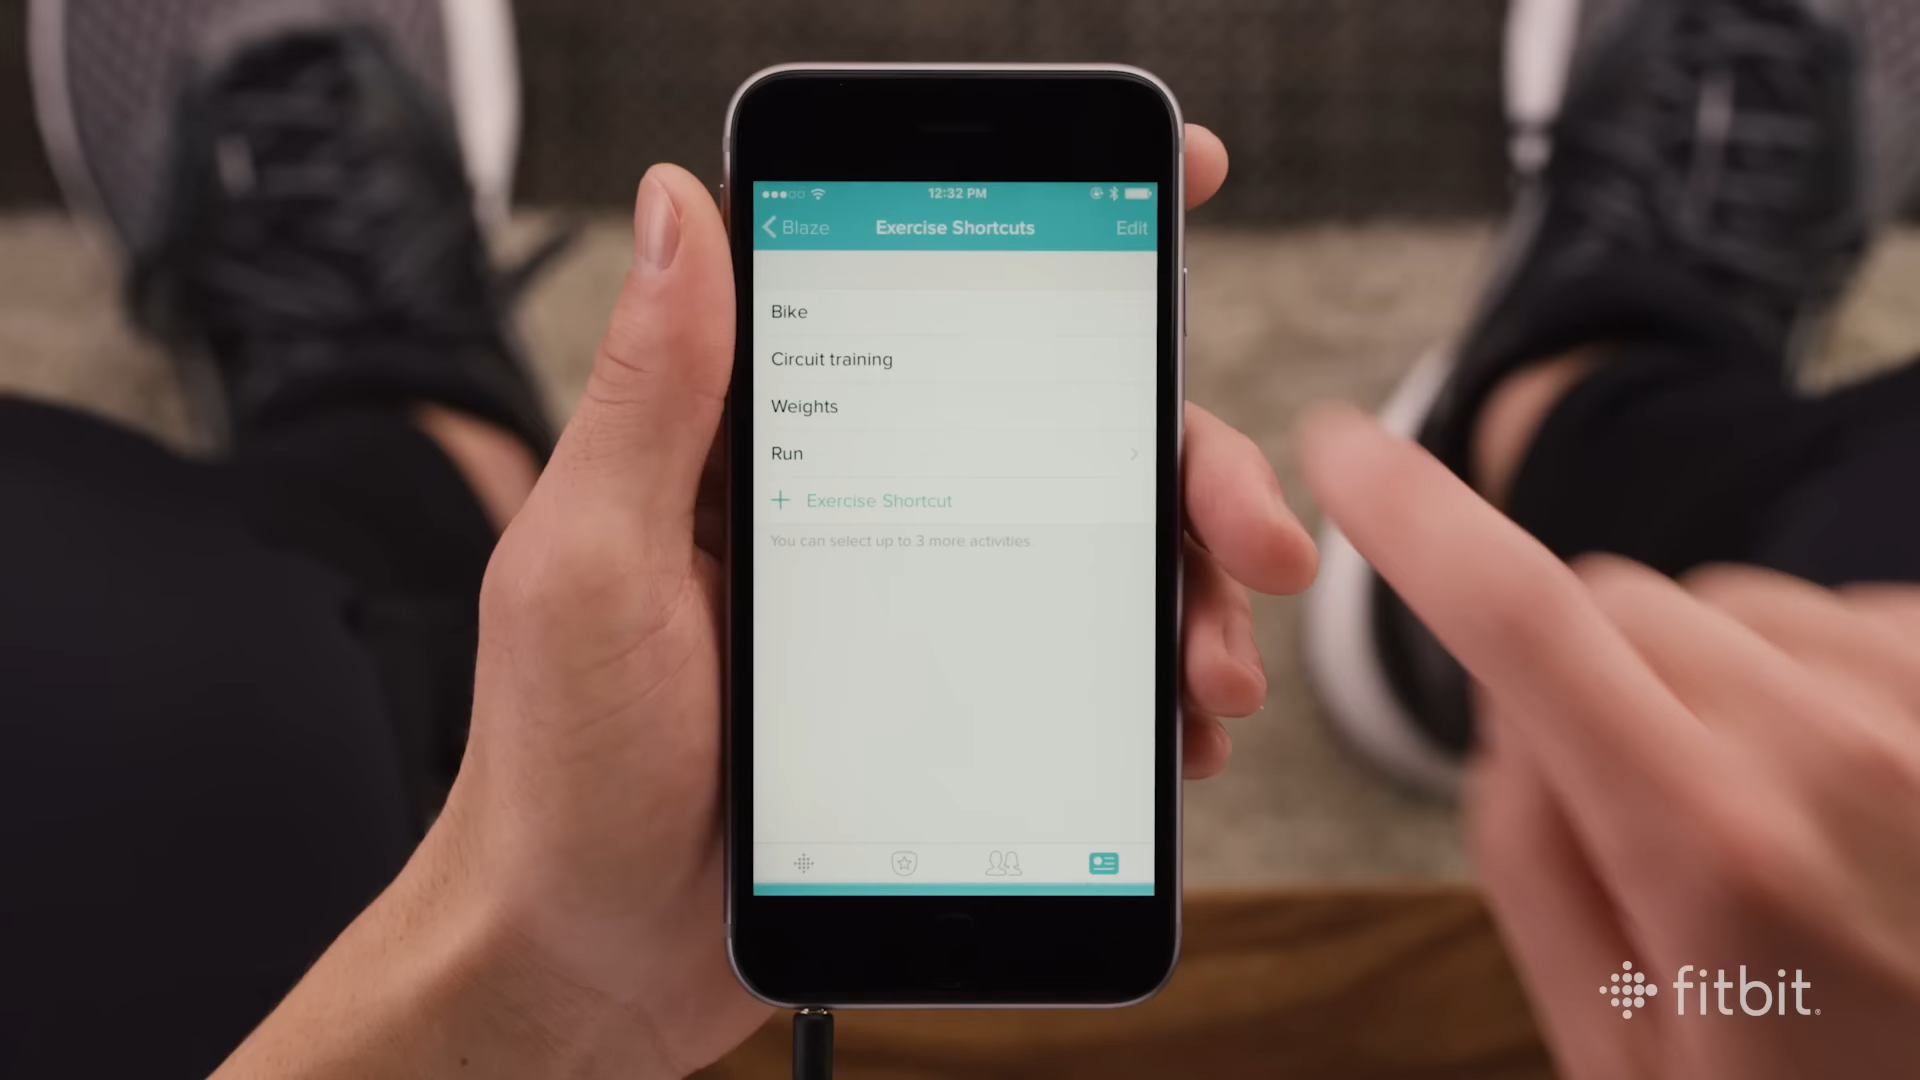 12:32 PM
Blaze
Exercise Shortcuts
Edit
Bike
Circuit training
Weights
Run
+ Exercise Shortcut
You can select up to 3 more activities.
fitbit